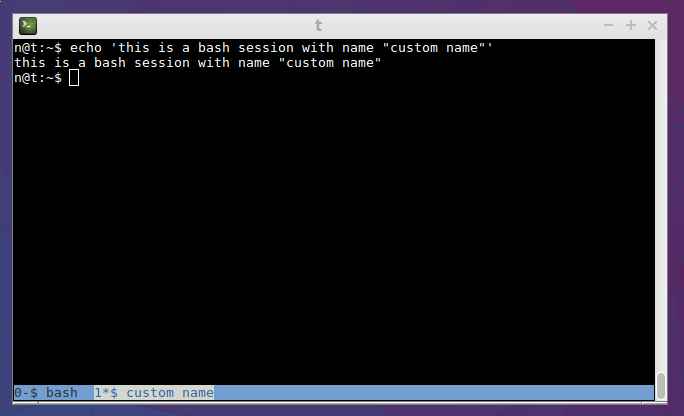 t
n@t:~$ echo 'this is a bash session with name "custom name"'
this is a bash session with name "custom name"
n@t:~$
0-$ bash  1*$ custom name